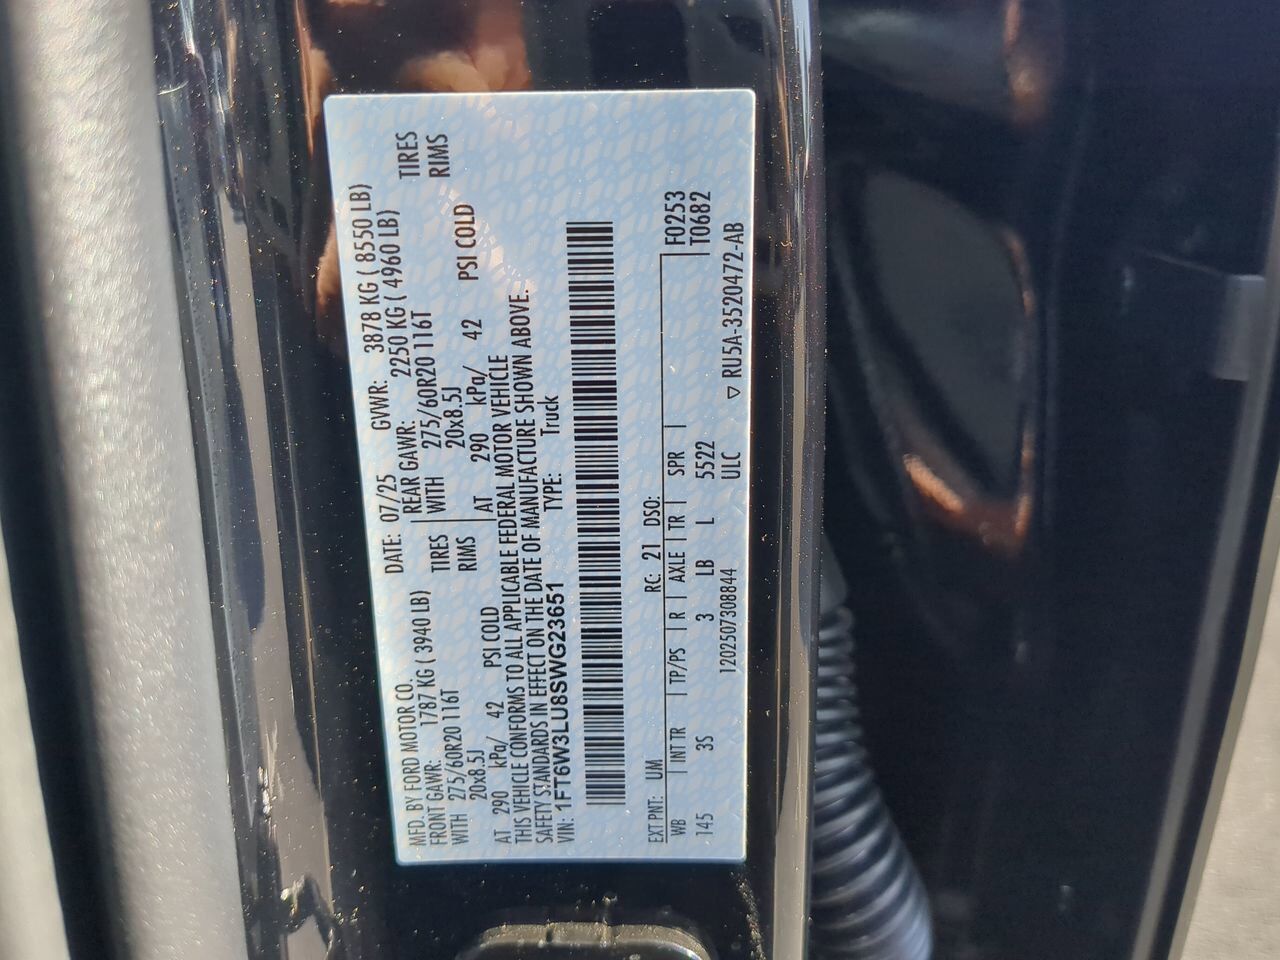 MFD. BY FORD MOTOR CO. DATE: 07/25 GVWR: 3878 KG ( 8550 LB)
FRONT GAWR: 1787 KG ( 3940 LB) REAR GAWR: 2250 KG ( 4960 LB)
WITH 275/60R20 116T TIRES WITH 275/60R20 116T TIRES
20x8.5J RIMS 20x8.5J RIMS
AT 290 kPa/ 42 PSI COLD AT 290 kPa/ 42 PSI COLD
THIS VEHICLE CONFORMS TO ALL APPLICABLE FEDERAL MOTOR VEHICLE
SAFETY STANDARDS IN EFFECT ON THE DATE OF MANUFACTURE SHOWN ABOVE.
VIN: 1FT6W3LU8SWG23651 TYPE: Truck
EXT PNT: UM RC: 21 DSO:
WB INT TR TP/PS R AXLE TR SPR F0253
145 3S 3 LB L 5522 T0682
1202507308844 ULC ▽ RU5A-3520472-AB